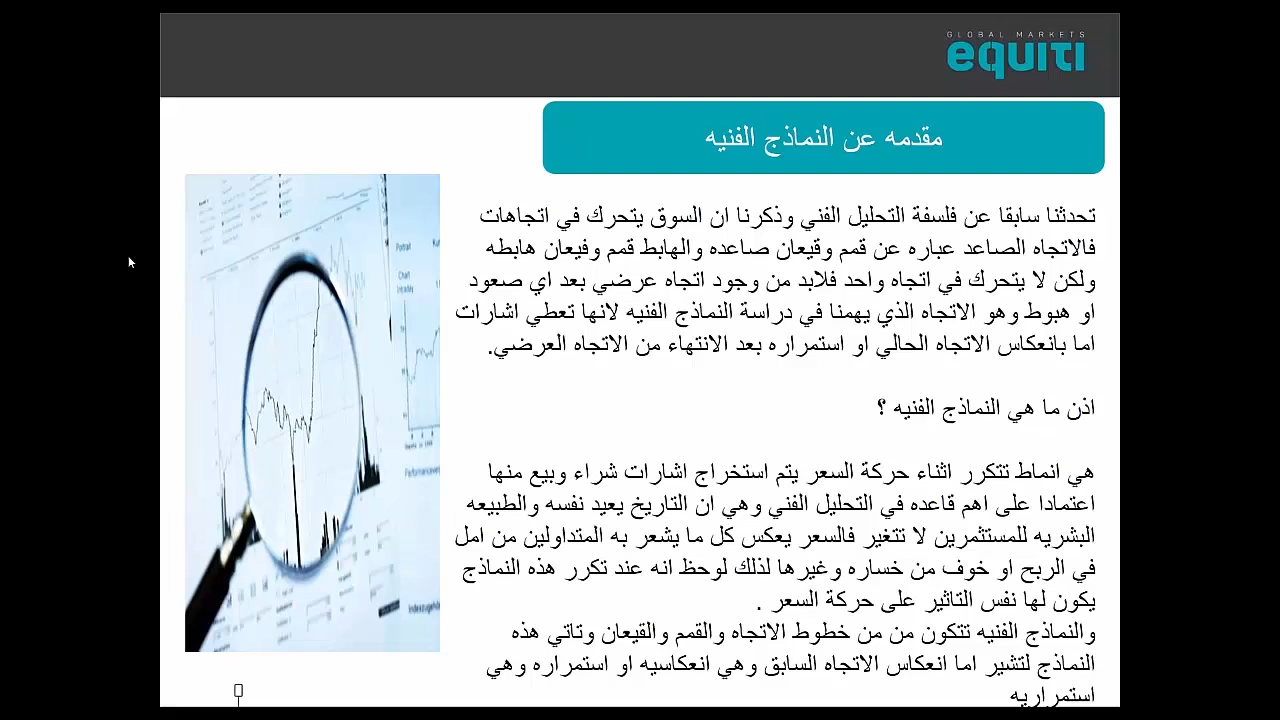 GLOBAL MARKETS
equiti
مقدمه عن النماذج الفنيه
تحدثنا سابقا عن فلسفة التحليل الفني وذكرنا ان السوق يتحرك في اتجاهات
فالاتجاه الصاعد عباره عن قمم وقيعان صاعده والهابط قمم وفيعان هابطه
ولكن لا يتحرك في اتجاه واحد فلابد من وجود اتجاه عرضي بعد اي صعود
او هبوط وهو الاتجاه الذي يهمنا في دراسة النماذج الفنيه لانها تعطي اشارات
اما بانعكاس الاتجاه الحالي او استمراره بعد الانتهاء من الاتجاه العرضي.
اذن ما هي النماذج الفنيه ؟
هي انماط تتكرر اثناء حركة السعر يتم استخراج اشارات شراء وبيع منها
اعتمادا على اهم قاعده في التحليل الفني وهي ان التاريخ يعيد نفسه والطبيعه
البشريه للمستثمرين لا تتغير فالسعر يعكس كل ما يشعر به المتداولين من امل
في الربح او خوف من خساره وغيرها لذلك لوحظ انه عند تكرر هذه النماذج
يكون لها نفس التاثير على حركة السعر .
والنماذج الفنيه تتكون من من خطوط الاتجاه والقمم والقيعان وتاتي هذه
النماذج لتشير اما انعكاس الاتجاه السابق وهي انعكاسيه او استمراره وهي
استمراريه
Portrait
Chart